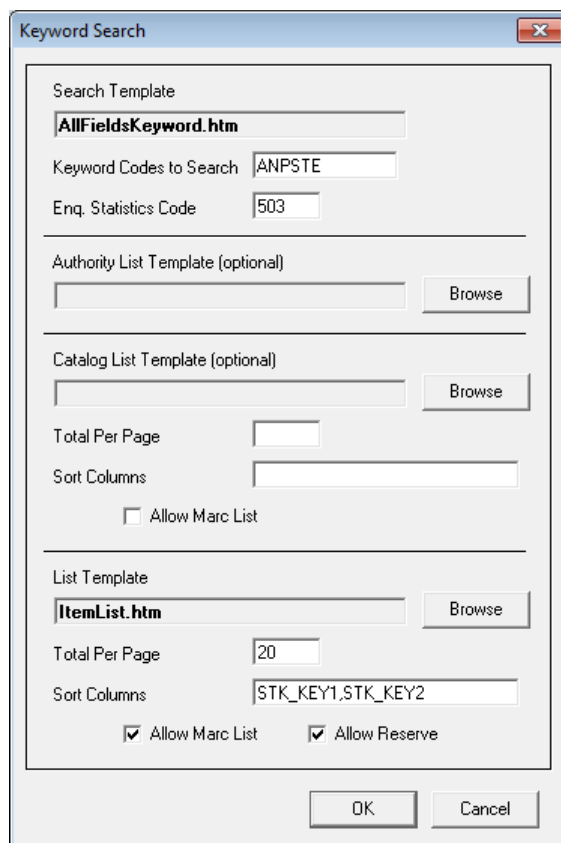 Keyword Search
Search Template
AllFieldsKeyword.htm
Keyword Codes to Search ANPSTE
Enq. Statistics Code 503
Authority List Template (optional)
Browse
Catalog List Template (optional)
Browse
Total Per Page
Sort Columns
Allow Marc List
List Template
ItemList.htm Browse
Total Per Page 20
Sort Columns STK_KEY1,STK_KEY2
Allow Marc List Allow Reserve
OK Cancel